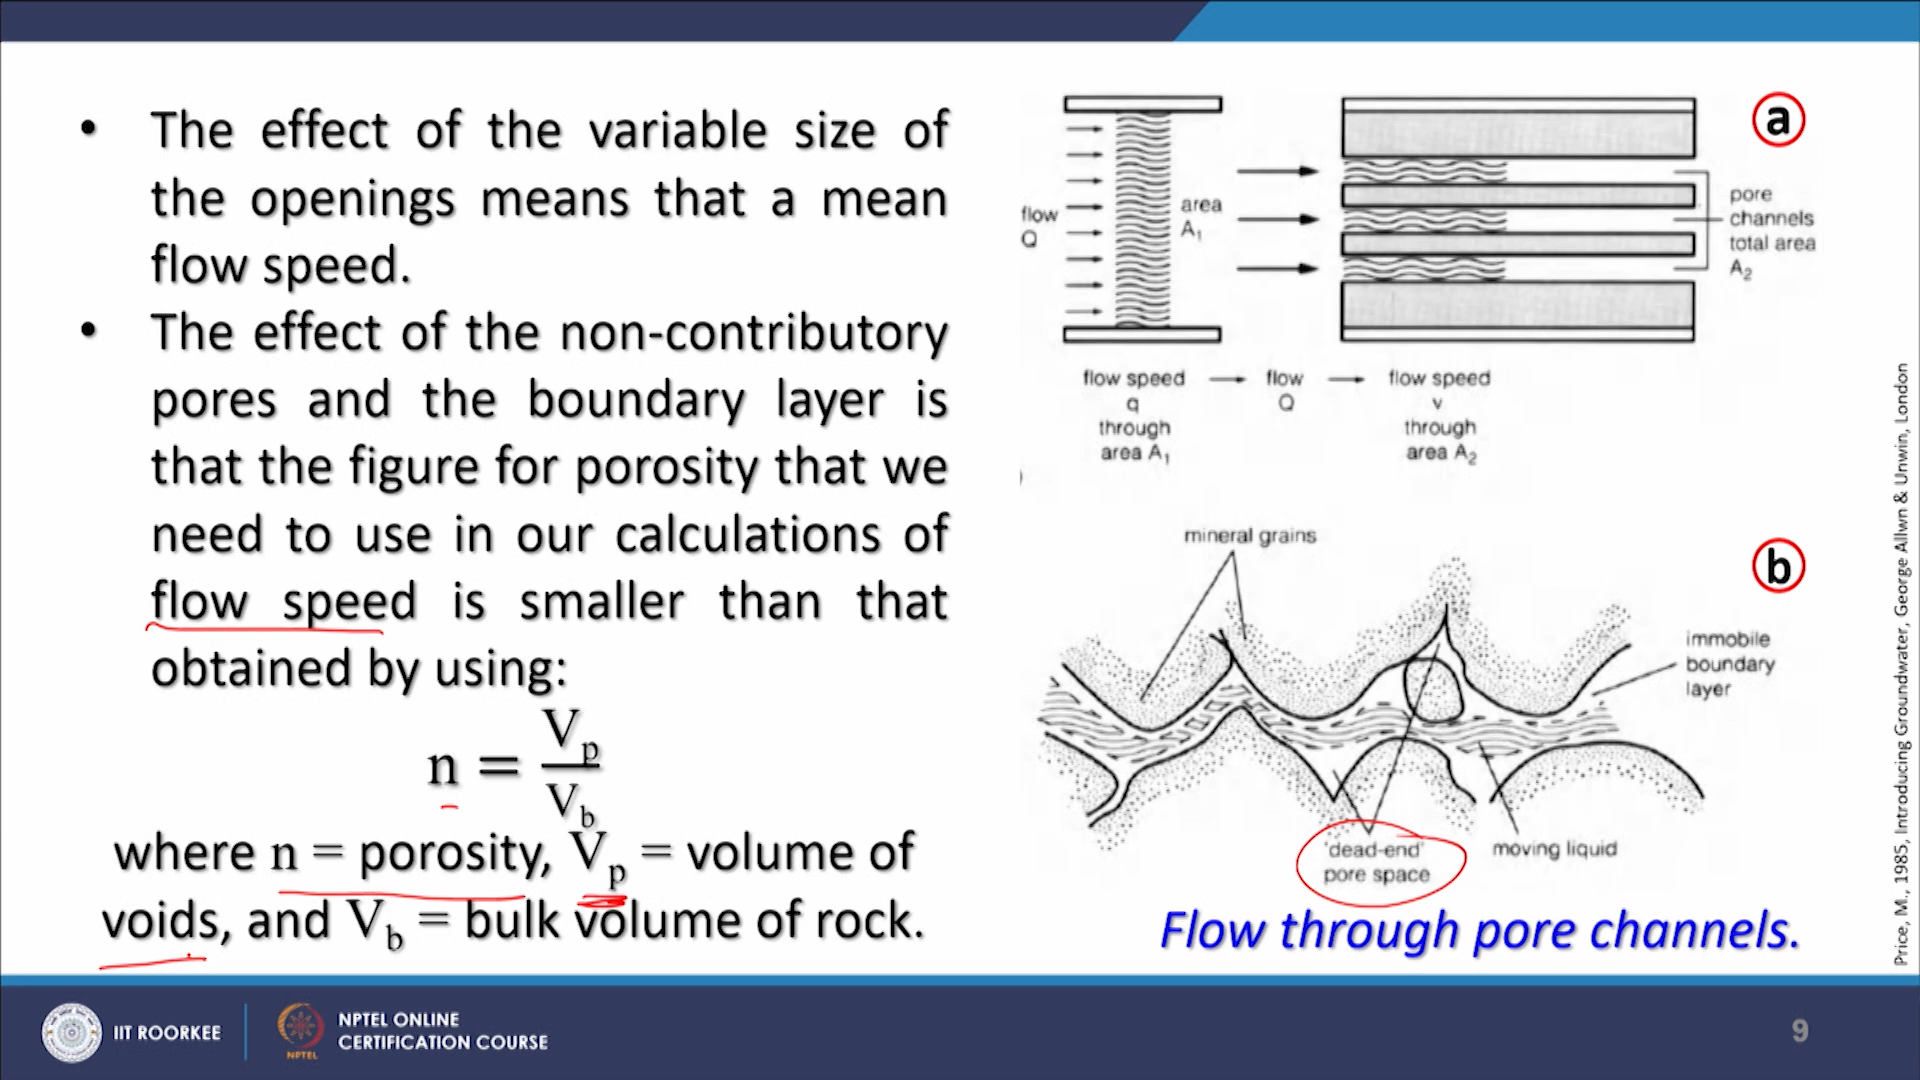 • The effect of the variable size of
the openings means that a mean
flow speed.
• The effect of the non-contributory
pores and the boundary layer is
that the figure for porosity that we
need to use in our calculations of
flow speed is smaller than that
obtained by using:
n = Vp / Vb
where n = porosity, Vp = volume of
voids, and Vb = bulk volume of rock.
a
flow
Q
area
A1
pore
channels
total area
A2
flow speed → flow → flow speed
q Q v
through through
area A1 area A2
b
mineral grains
immobile
boundary
layer
'dead-end'
pore space
moving liquid
Flow through pore channels.
Price, M., 1985, Introducing Groundwater, George Allwn & Unwin, London
IIT ROORKEE
NPTEL
NPTEL ONLINE
CERTIFICATION COURSE
9